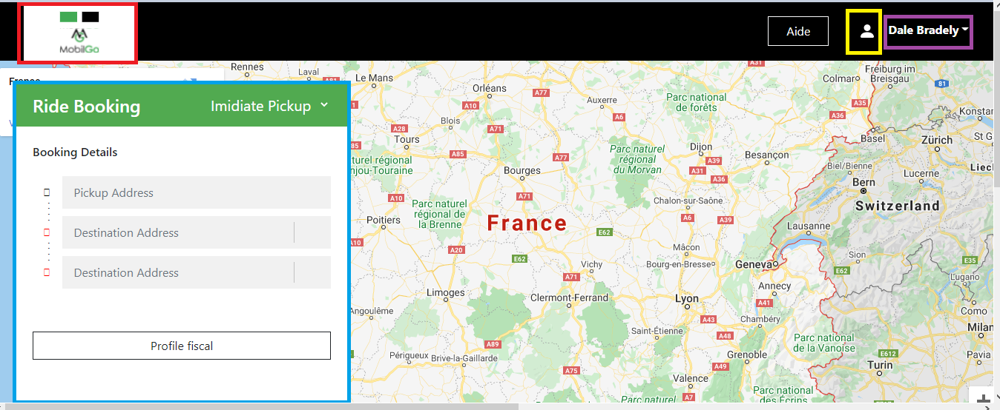 MobilGo
Aide
Dale Bradely
Ride Booking
Imidiate Pickup
Booking Details
Pickup Address
Destination Address
Destination Address
Profile fiscal
Rennes
Laval
A81
Le Mans
Orléans
A77
A10
Auxerre
A6
Parc national
de forêts
A31
Colmar
Freiburg im
Breisgau
81
A35
A36
Konstan
Blois
A28
A71
Tours
A85
85
A77
turel régional
njou-Touraine
Parc naturel
régional
du Morvan
Dijon
A39
A31
A36
Besançon
Basel
Zürich
St G
Biel/Bienne
Lucerne
Liech
Bern
Bourges
A71
A10
Parc naturel
régional de
la Brenne
Chalon-sur-Saône
A6
A39
Switzerland
Poitiers
France
E62
Lausanne
A10
A20
E62
Mâcon
Bourg-en-Bresse
Geneva
Sion
E62
E35
Lugano
Vichy
A71
Limoges
Clermont-Ferrand
Lyon
Annecy
A41
Como
Angoulême
A43
Chambéry
Milan
Saint-Étienne
A48
Parc national
de la Vanoise
A89
Périgueux
Brive-la-Gaillarde
A75
Grenoble
A49
E612
Turin
Pavia
Valence
A7
Parc national
des Écrins
Parc naturel